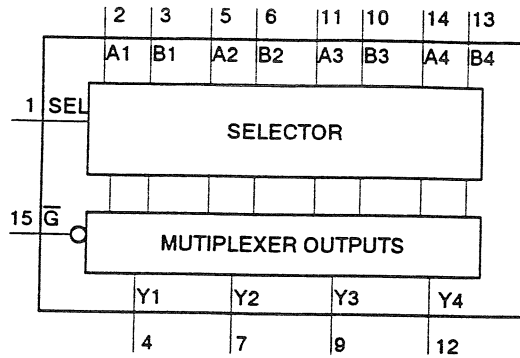 2 3 5 6 11 10 14 13
A1 B1 A2 B2 A3 B3 A4 B4
1 SEL
SELECTOR
15 G̅
MUTIPLEXER OUTPUTS
Y1 Y2 Y3 Y4
4 7 9 12